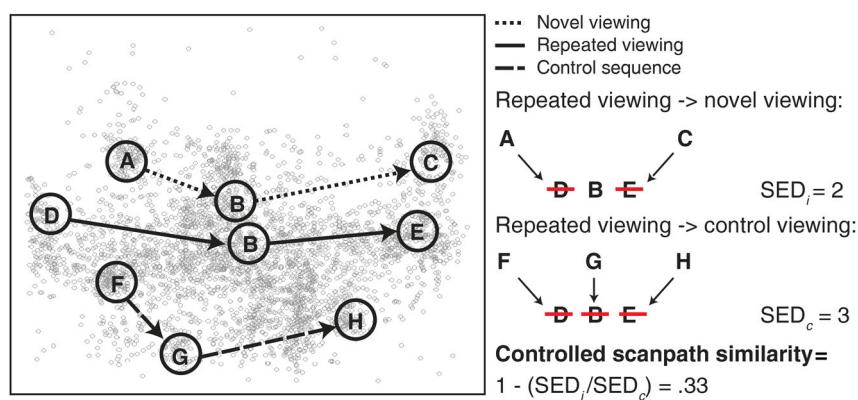 Novel viewing
Repeated viewing
Control sequence
Repeated viewing -> novel viewing:
A C
D B E SEDi = 2
Repeated viewing -> control viewing:
F G H
D B E SEDc = 3
Controlled scanpath similarity=
1 - (SEDi/SEDc) = .33
A
C
B
D
B
E
F
H
G